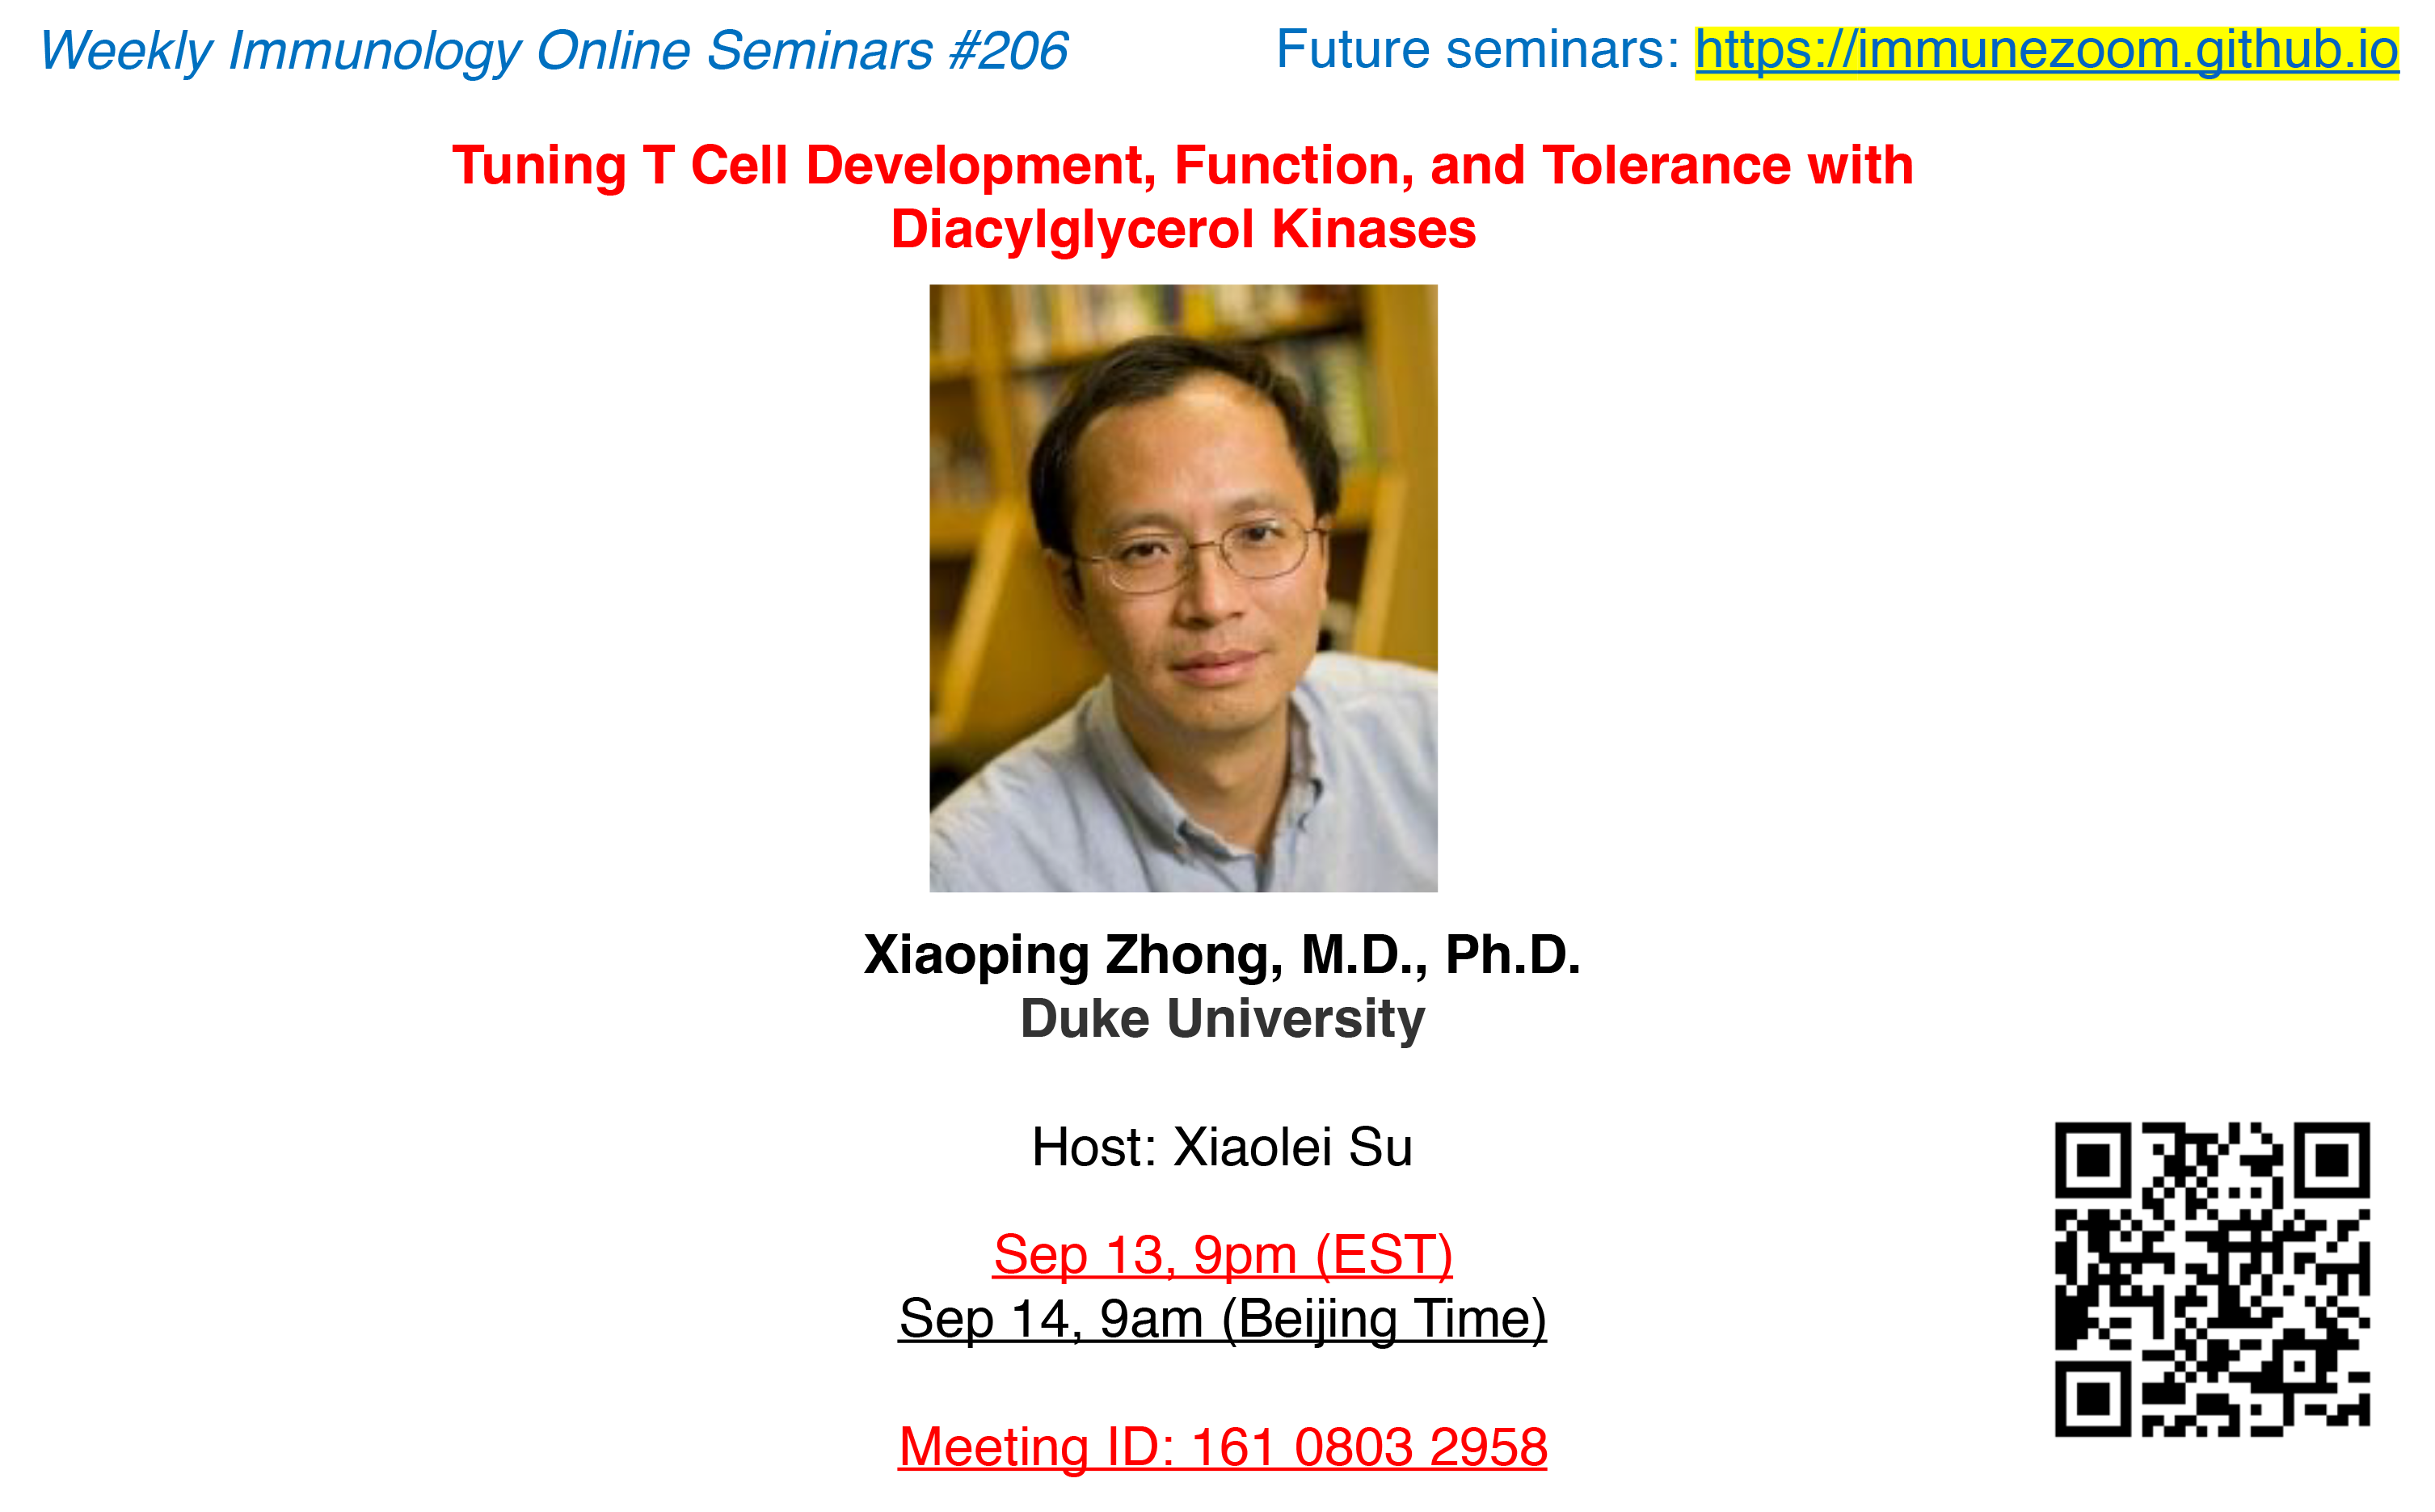 Weekly Immunology Online Seminars #206
Future seminars: https://immunezoom.github.io
Tuning T Cell Development, Function, and Tolerance with
Diacylglycerol Kinases
Xiaoping Zhong, M.D., Ph.D.
Duke University
Host: Xiaolei Su
Sep 13, 9pm (EST)
Sep 14, 9am (Beijing Time)
Meeting ID: 161 0803 2958